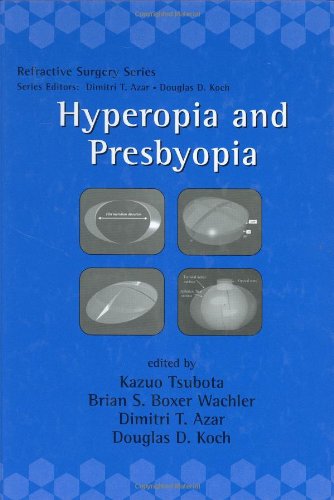 Refractive Surgery Series
Series Editors: Dimitri T. Azar • Douglas D. Koch
Hyperopia and
Presbyopia
edited by
Kazuo Tsubota
Brian S. Boxer Wachler
Dimitri T. Azar
Douglas D. Koch